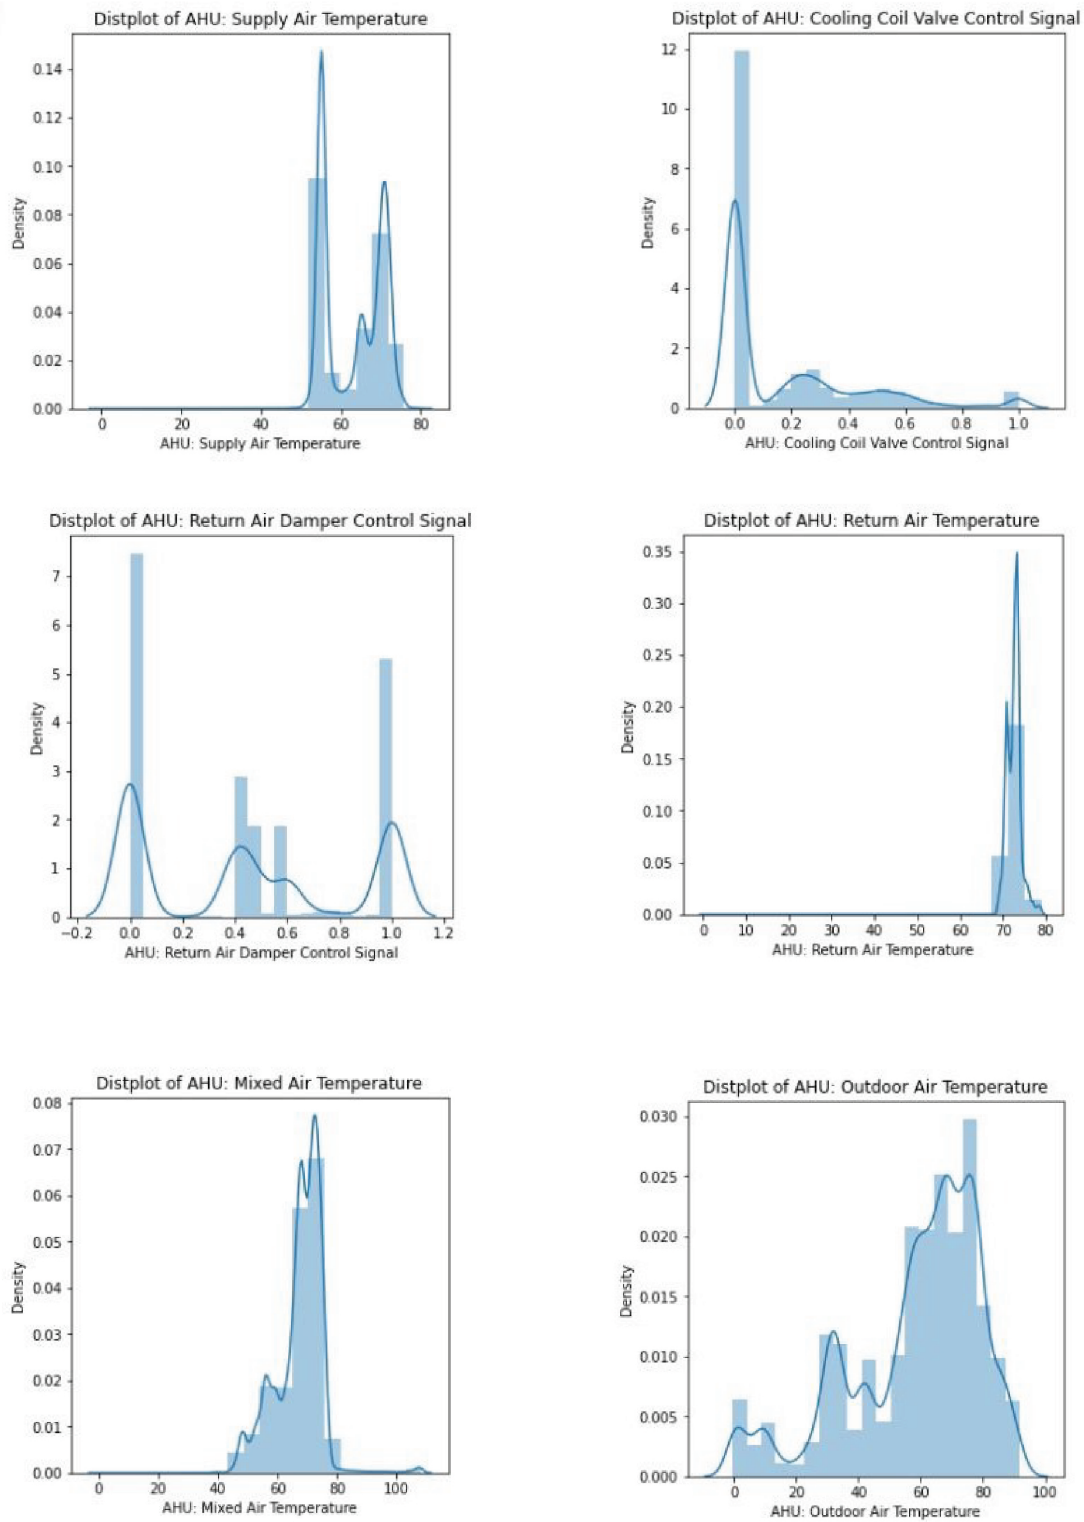 Distplot of AHU: Supply Air Temperature
0.14
0.12
0.10
0.08
0.06
0.04
0.02
0.00
Density
0 20 40 60 80
AHU: Supply Air Temperature
Distplot of AHU: Cooling Coil Valve Control Signal
12
10
8
6
4
2
0
Density
0.0 0.2 0.4 0.6 0.8 1.0
AHU: Cooling Coil Valve Control Signal
Distplot of AHU: Return Air Damper Control Signal
7
6
5
4
3
2
1
0
Density
−0.2 0.0 0.2 0.4 0.6 0.8 1.0 1.2
AHU: Return Air Damper Control Signal
Distplot of AHU: Return Air Temperature
0.35
0.30
0.25
0.20
0.15
0.10
0.05
0.00
Density
0 10 20 30 40 50 60 70 80
AHU: Return Air Temperature
Distplot of AHU: Mixed Air Temperature
0.08
0.07
0.06
0.05
0.04
0.03
0.02
0.01
0.00
Density
0 20 40 60 80 100
AHU: Mixed Air Temperature
Distplot of AHU: Outdoor Air Temperature
0.030
0.025
0.020
0.015
0.010
0.005
0.000
Density
0 20 40 60 80 100
AHU: Outdoor Air Temperature